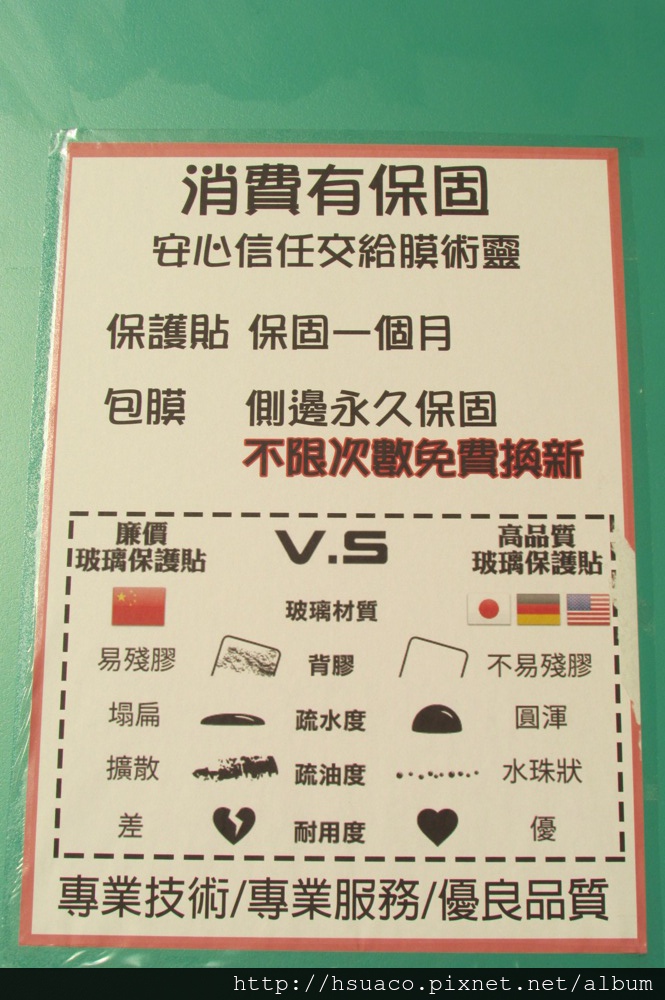 消費有保固
安心信任交給膜術靈
保護貼 保固一個月
包膜 側邊永久保固
不限次數免費換新
廉價 V.S 高品質
玻璃保護貼 玻璃保護貼
玻璃材質
易殘膠 背膠 不易殘膠
塌扁 疏水度 圓渾
擴散 疏油度 水珠狀
差 耐用度 優
專業技術/專業服務/優良品質
http://hsuaco.pixnet.net/album